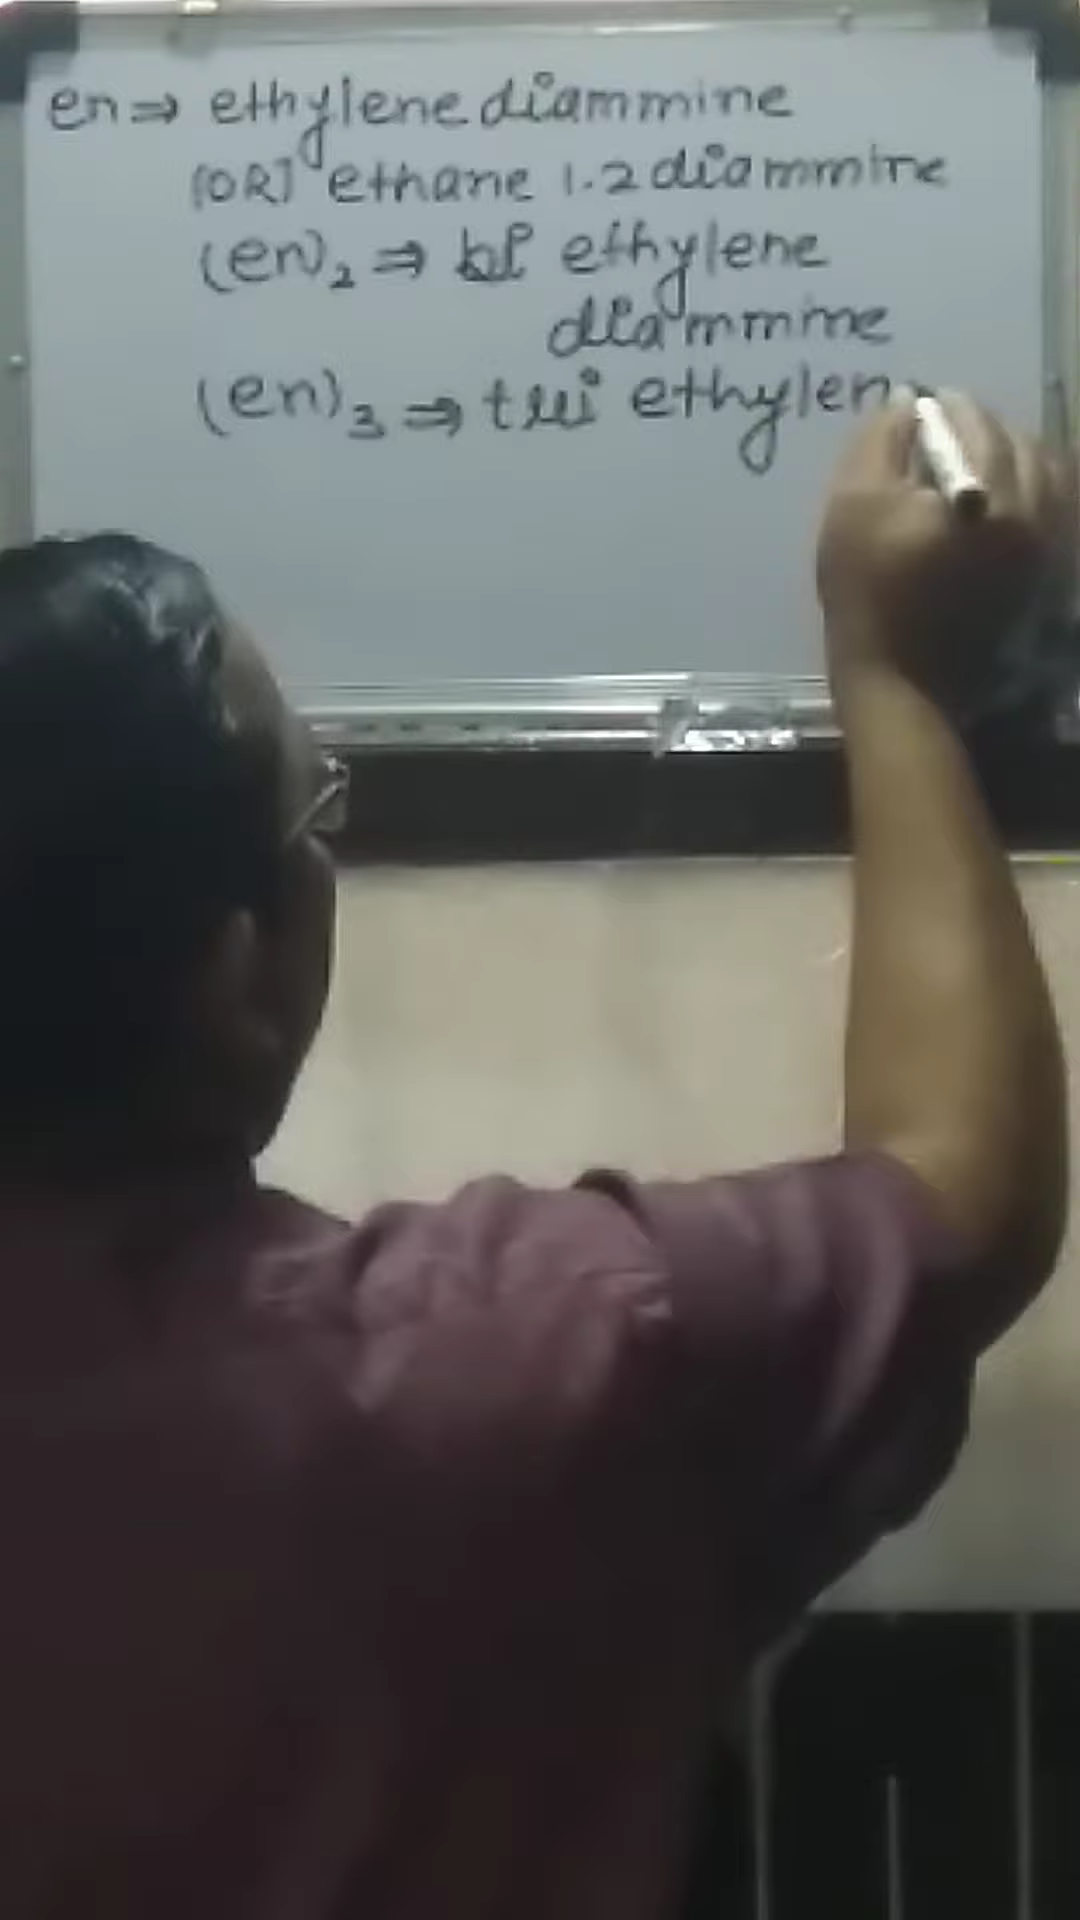 en⇒ ethylene diammine
[OR] ethane 1.2 diammine
(en)₂ ⇒ bi ethylene
diammine
(en)₃ ⇒ tri ethylen